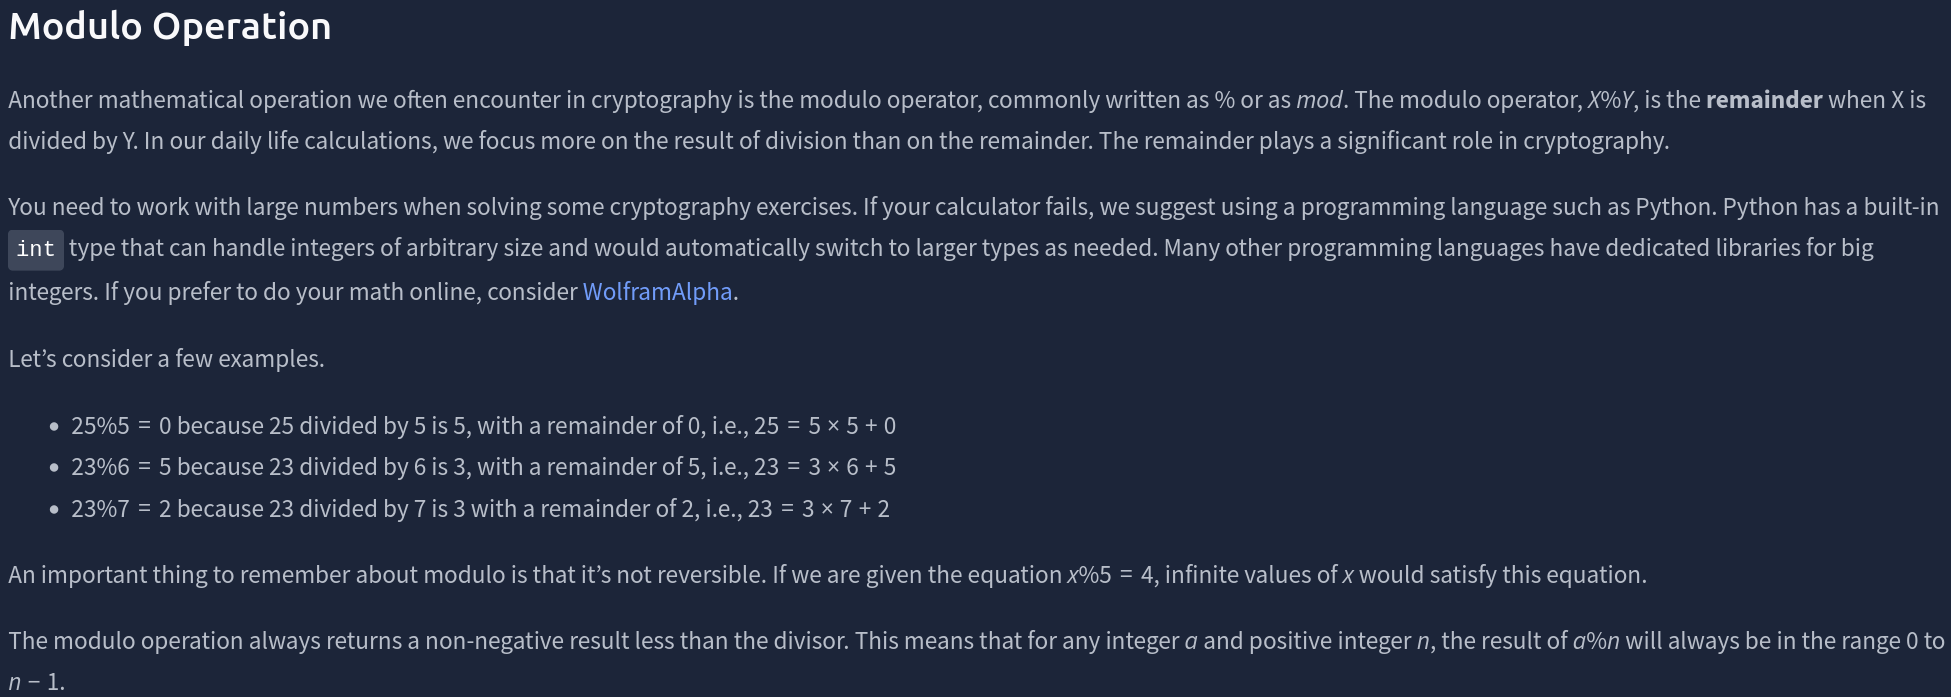 Modulo Operation
Another mathematical operation we often encounter in cryptography is the modulo operator, commonly written as % or as mod. The modulo operator, X%Y, is the remainder when X is
divided by Y. In our daily life calculations, we focus more on the result of division than on the remainder. The remainder plays a significant role in cryptography.
You need to work with large numbers when solving some cryptography exercises. If your calculator fails, we suggest using a programming language such as Python. Python has a built-in
int type that can handle integers of arbitrary size and would automatically switch to larger types as needed. Many other programming languages have dedicated libraries for big
integers. If you prefer to do your math online, consider WolframAlpha.
Let’s consider a few examples.
• 25%5 = 0 because 25 divided by 5 is 5, with a remainder of 0, i.e., 25 = 5 × 5 + 0
• 23%6 = 5 because 23 divided by 6 is 3, with a remainder of 5, i.e., 23 = 3 × 6 + 5
• 23%7 = 2 because 23 divided by 7 is 3 with a remainder of 2, i.e., 23 = 3 × 7 + 2
An important thing to remember about modulo is that it’s not reversible. If we are given the equation x%5 = 4, infinite values of x would satisfy this equation.
The modulo operation always returns a non-negative result less than the divisor. This means that for any integer a and positive integer n, the result of a%n will always be in the range 0 to
n − 1.